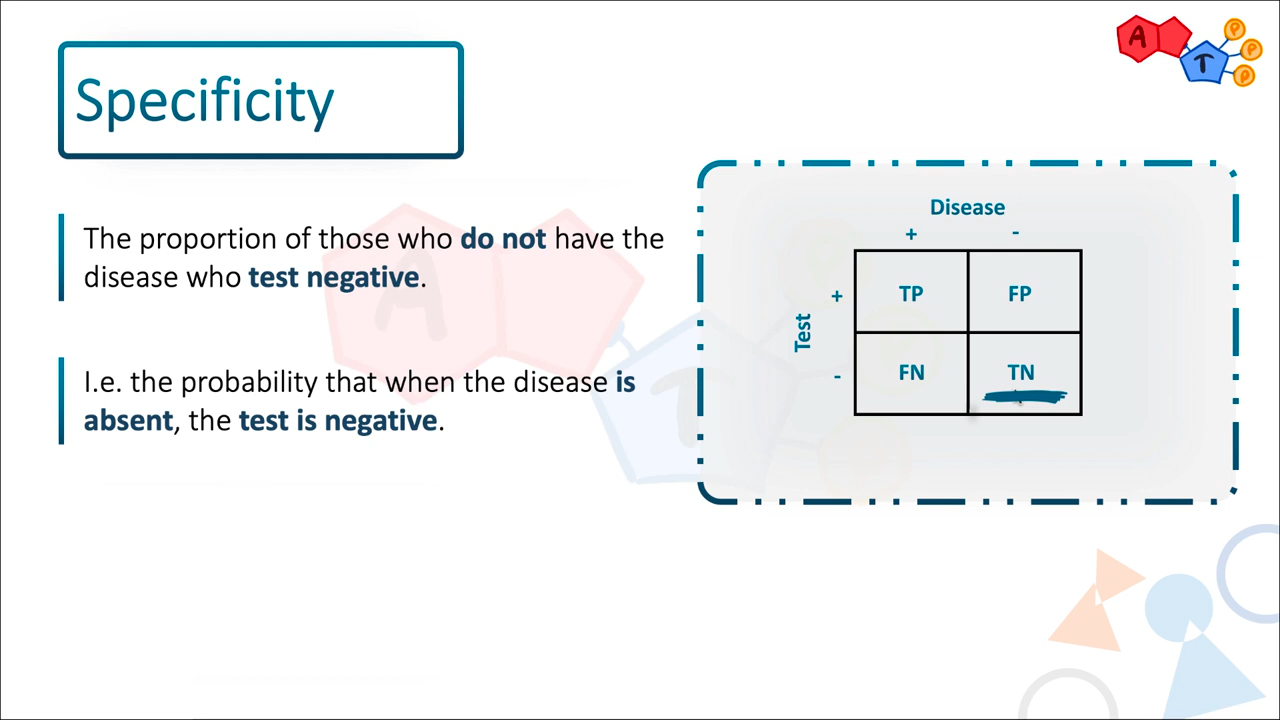 Specificity
A T P P P
The proportion of those who do not have the
disease who test negative.
I.e. the probability that when the disease is
absent, the test is negative.
Disease
+ -
Test
+ TP FP
- FN TN